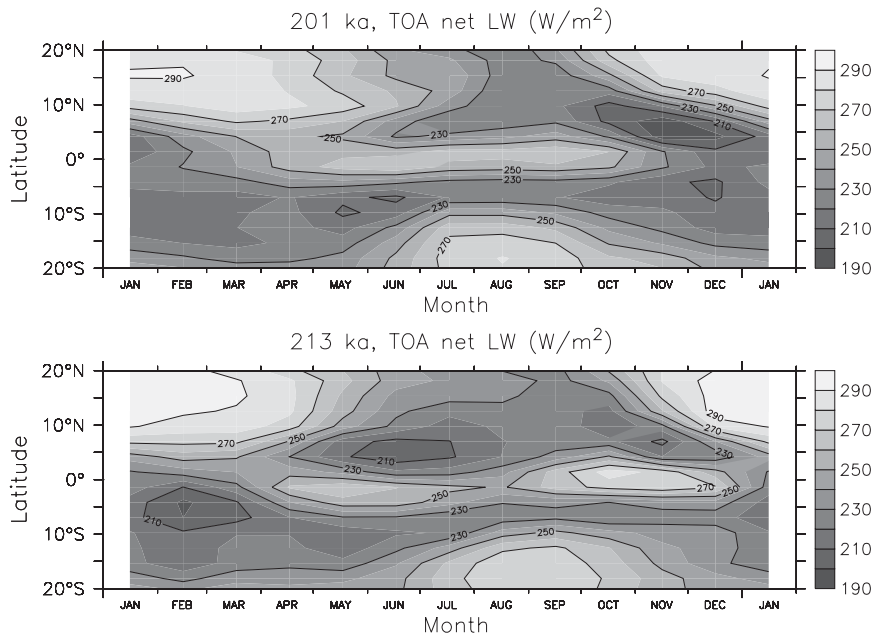 201 ka, TOA net LW (W/m²)
20°N
10°N
0°
10°S
20°S
Latitude
290
270
250
230
250
230
270
250
270
230
250
210
230
JAN FEB MAR APR MAY JUN JUL AUG SEP OCT NOV DEC JAN
Month
290
270
250
230
210
190
213 ka, TOA net LW (W/m²)
20°N
10°N
0°
10°S
20°S
Latitude
270
250
210
230
250
230
250
210
290
270
230
270
250
230
JAN FEB MAR APR MAY JUN JUL AUG SEP OCT NOV DEC JAN
Month
290
270
250
230
210
190